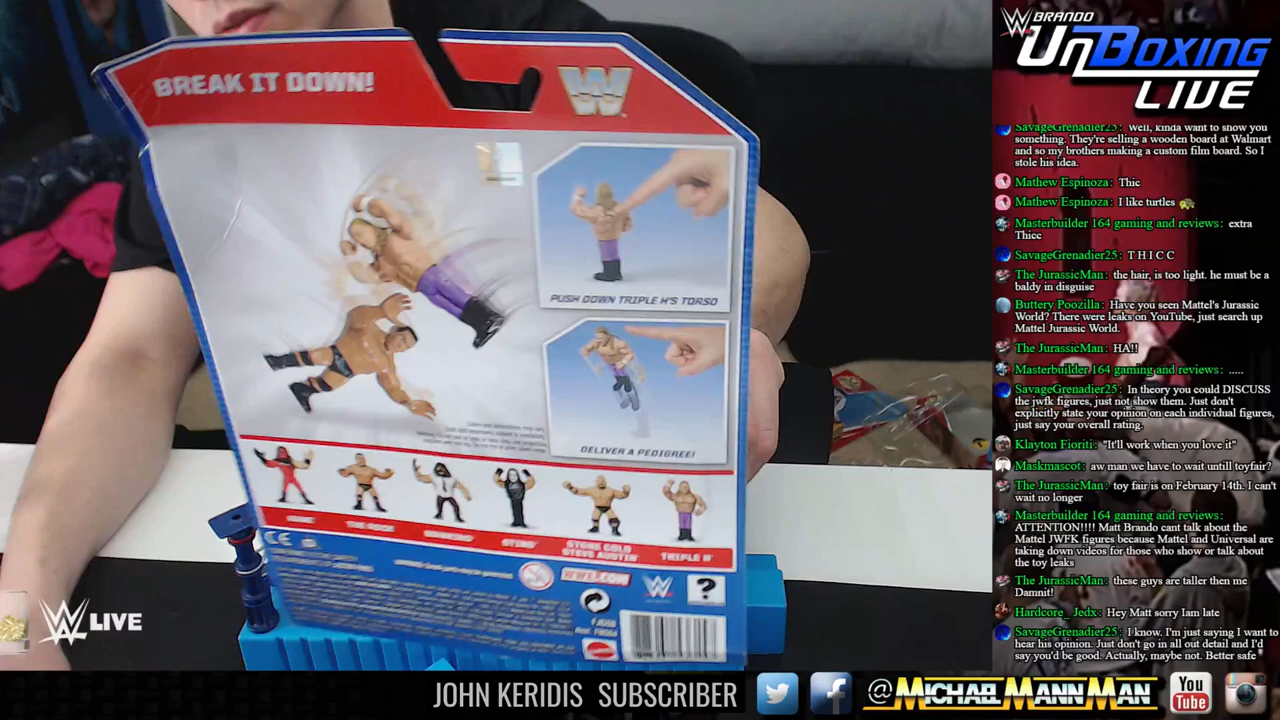 BREAK IT DOWN!
PUSH DOWN TRIPLE H'S TORSO
DELIVER A PEDIGREE!
KANE
THE ROCK
MANKIND
STING
STONE COLD
STEVE AUSTIN
TRIPLE H
CE
WWE.COM
?
LIVE
JOHN KERIDIS SUBSCRIBER
@MICHAELMANNMAN
You
Tube
BRANDO
UNBOXING
LIVE
SavageGrenadier25: Well, kinda want to show you
something. They're selling a wooden board at Walmart
and so my brothers making a custom film board. So I
stole his idea.
Mathew Espinoza: Thic
Mathew Espinoza: I like turtles
Masterbuilder 164 gaming and reviews: extra
Thicc
SavageGrenadier25: T H I C C
The JurassicMan: the hair, is too light. he must be a
baldy in disguise
Buttery Poozilla: Have you seen Mattel's Jurassic
World? There were leaks on YouTube, just search up
Mattel Jurassic World.
The JurassicMan: HA!!
Masterbuilder 164 gaming and reviews: .....
SavageGrenadier25: In theory you could DISCUSS
the jwfk figures, just not show them. Just don't
explicitly state your opinion on each individual figures,
just say your overall rating.
Klayton Fioriti: "It'll work when you love it"
Maskmascot: aw man we have to wait untill toyfair?
The JurassicMan: toy fair is on February 14th. I can't
wait no longer
Masterbuilder 164 gaming and reviews:
ATTENTION!!!! Matt Brando cant talk about the
Mattel JWFK figures because Mattel and Universal are
taking down videos for those who show or talk about
the toy leaks
The JurassicMan: these guys are taller then me
Damnit!
Hardcore_ Jedx: Hey Matt sorry Iam late
SavageGrenadier25: I know. I'm just saying I want to
hear his opinion. Just don't go in all out detail and I'd
say you'd be good. Actually, maybe not. Better safe